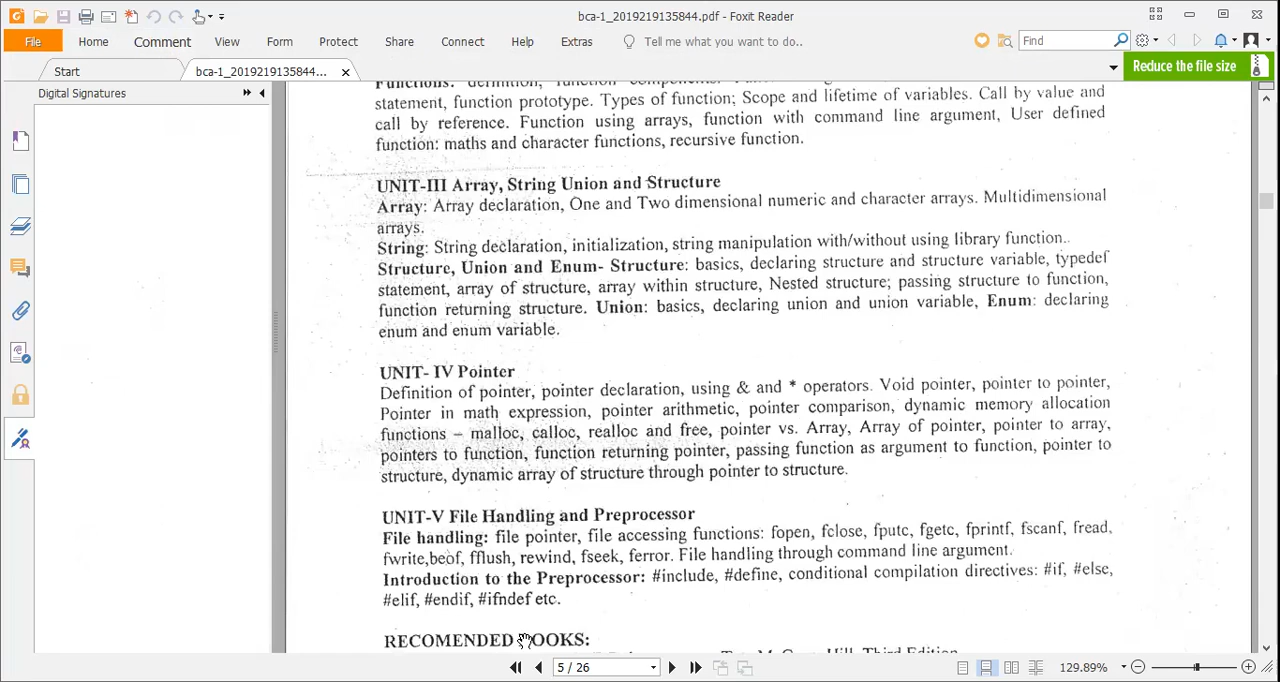 bca-1_2019219135844.pdf - Foxit Reader
File Home Comment View Form Protect Share Connect Help Extras Tell me what you want to do.. Find
Start bca-1_2019219135844... Reduce the file size
Digital Signatures
statement, function prototype. Types of function; Scope and lifetime of variables. Call by value and
call by reference. Function using arrays, function with command line argument, User defined
function: maths and character functions, recursive function.
UNIT-III Array, String Union and Structure
Array: Array declaration, One and Two dimensional numeric and character arrays. Multidimensional
arrays.
String: String declaration, initialization, string manipulation with/without using library function..
Structure, Union and Enum- Structure: basics, declaring structure and structure variable, typedef
statement, array of structure, array within structure, Nested structure; passing structure to function,
function returning structure. Union: basics, declaring union and union variable, Enum: declaring
enum and enum variable.
UNIT- IV Pointer
Definition of pointer, pointer declaration, using & and * operators. Void pointer, pointer to pointer,
Pointer in math expression, pointer arithmetic, pointer comparison, dynamic memory allocation
functions – malloc, calloc, realloc and free, pointer vs. Array, Array of pointer, pointer to array,
pointers to function, function returning pointer, passing function as argument to function, pointer to
structure, dynamic array of structure through pointer to structure.
UNIT-V File Handling and Preprocessor
File handling: file pointer, file accessing functions: fopen, fclose, fputc, fgetc, fprintf, fscanf, fread,
fwrite,beof, fflush, rewind, fseek, ferror. File handling through command line argument.
Introduction to the Preprocessor: #include, #define, conditional compilation directives: #if, #else,
#elif, #endif, #ifndef etc.
RECOMENDED BOOKS:
Hill, Third Edition
5 / 26 129.89%